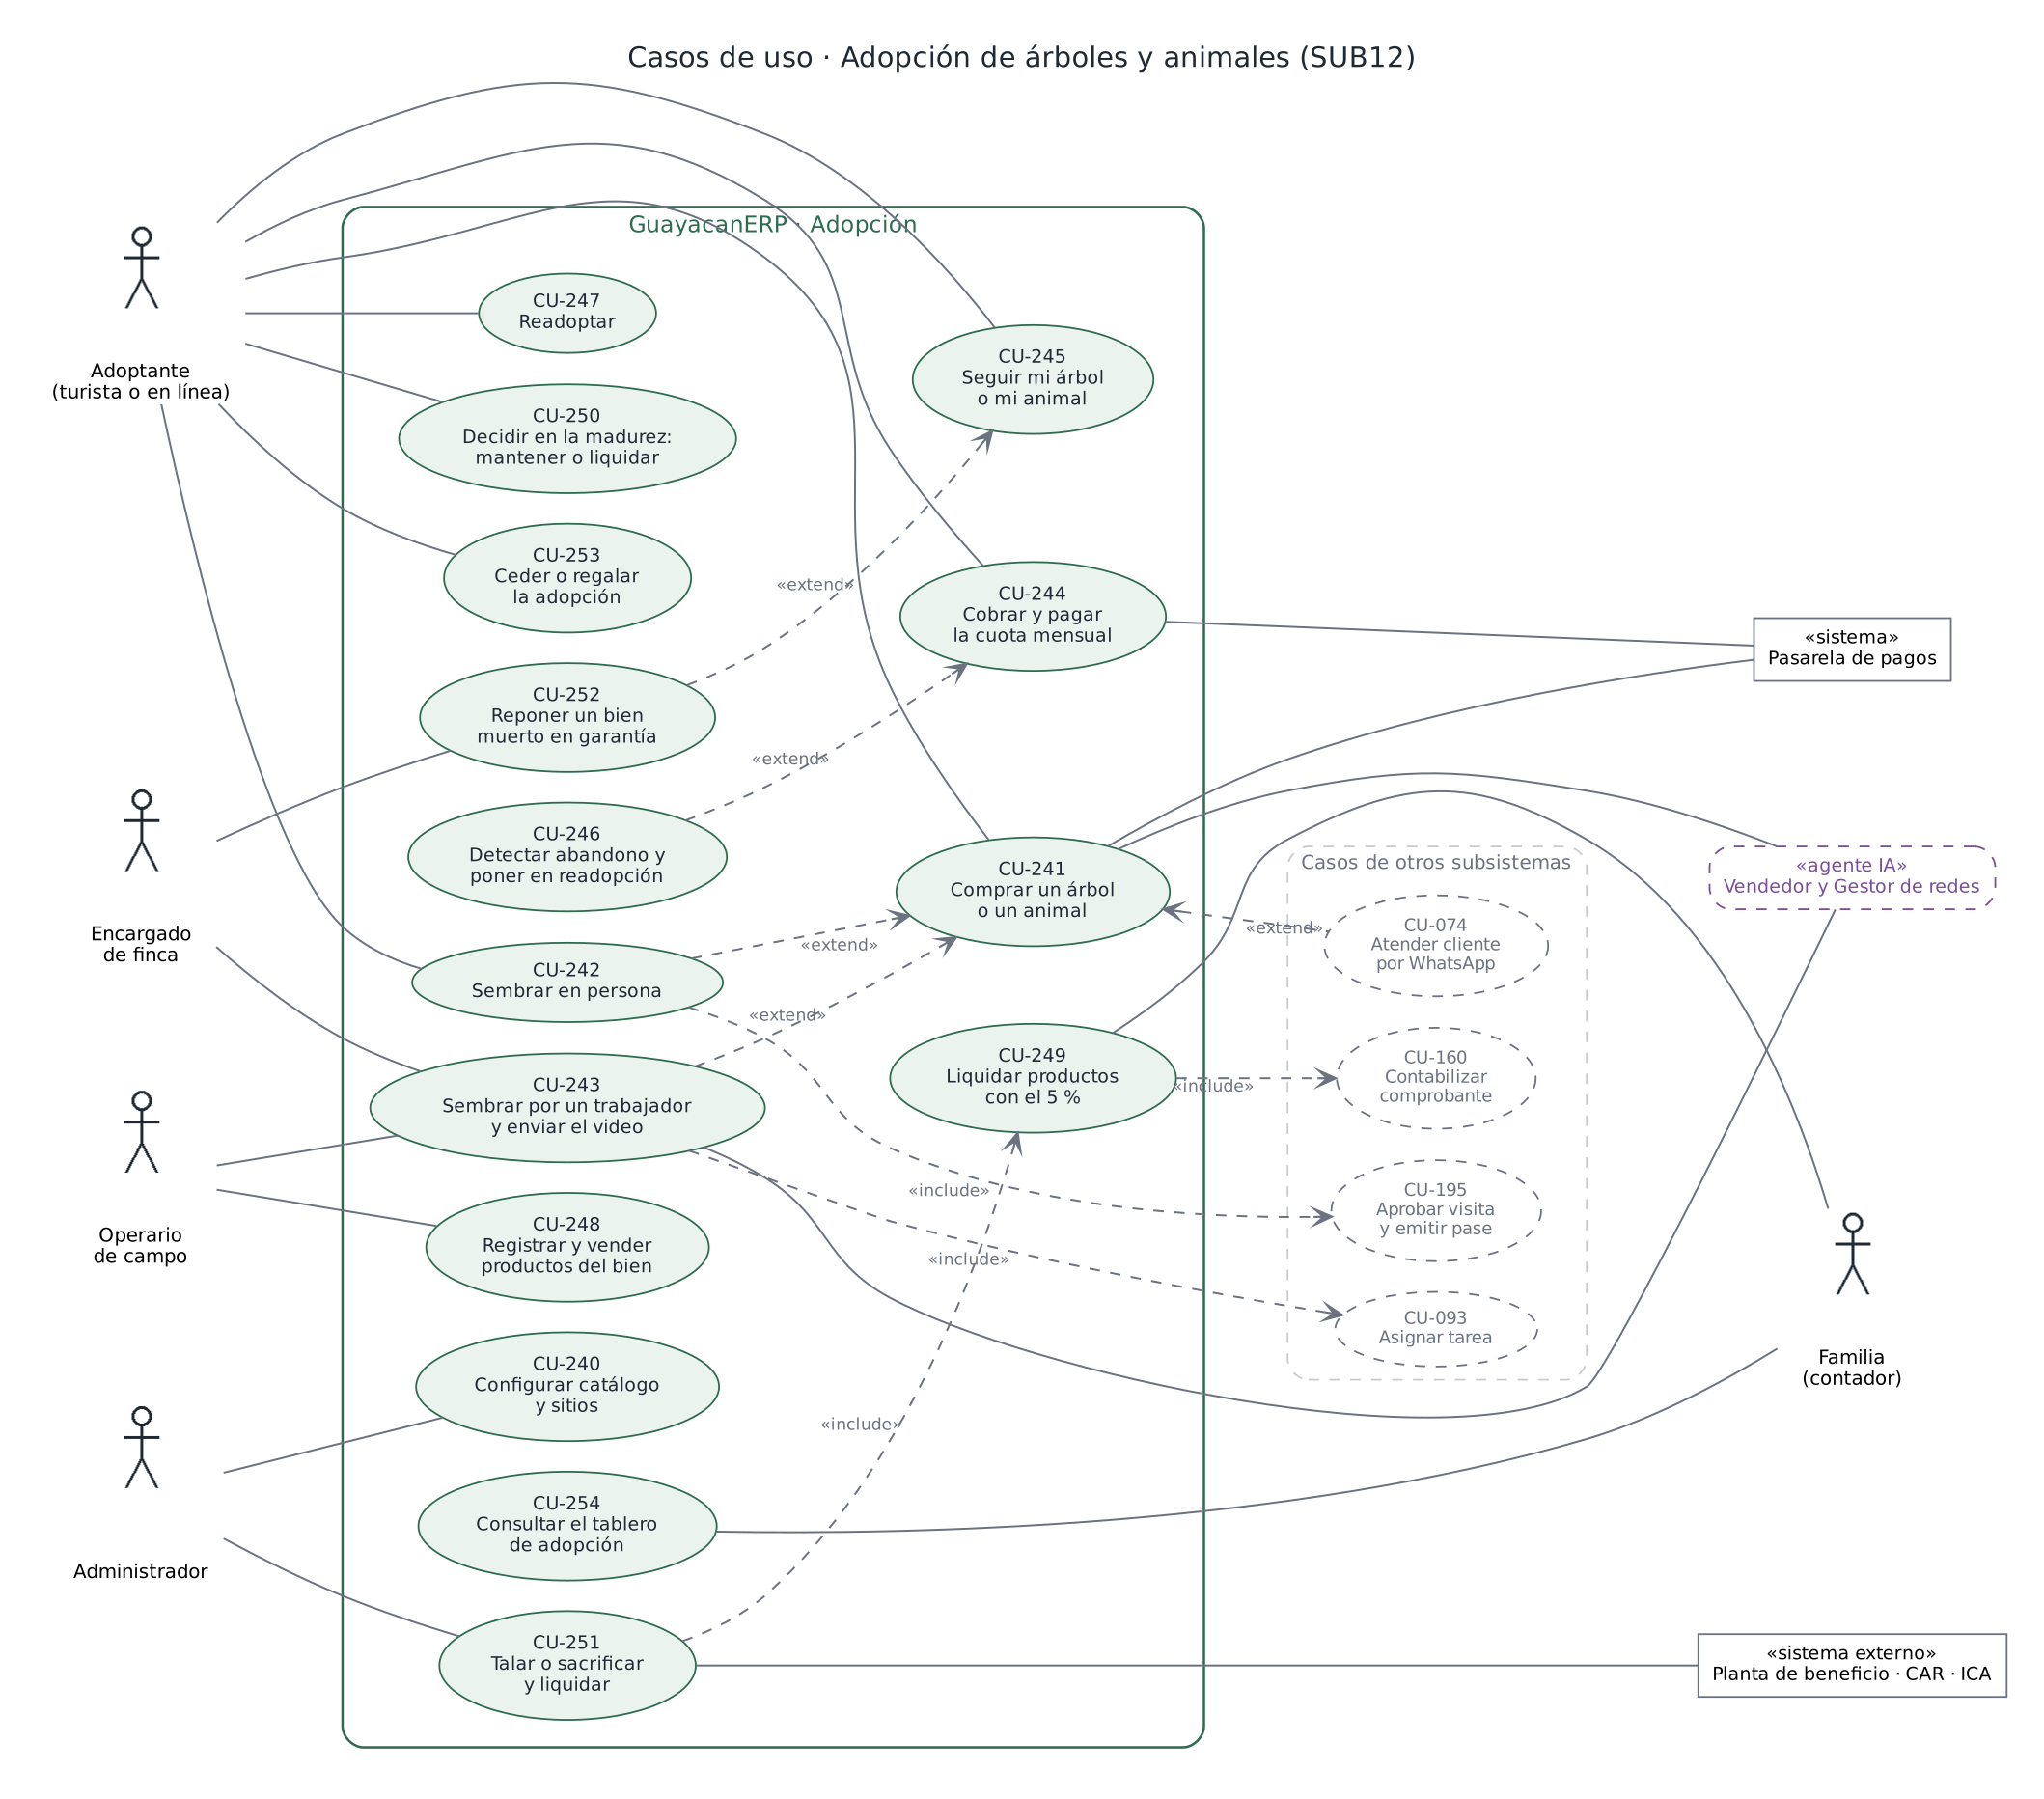 Casos de uso · Adopción de árboles y animales (SUB12)
GuayacanERP · Adopción
Adoptante
(turista o en línea)
CU-247
Readoptar
CU-250
Decidir en la madurez:
mantener o liquidar
CU-253
Ceder o regalar
la adopción
CU-252
Reponer un bien
muerto en garantía
CU-246
Detectar abandono y
poner en readopción
CU-242
Sembrar en persona
CU-243
Sembrar por un trabajador
y enviar el video
CU-248
Registrar y vender
productos del bien
CU-240
Configurar catálogo
y sitios
CU-254
Consultar el tablero
de adopción
CU-251
Talar o sacrificar
y liquidar
Encargado
de finca
Operario
de campo
Administrador
CU-245
Seguir mi árbol
o mi animal
CU-244
Cobrar y pagar
la cuota mensual
CU-241
Comprar un árbol
o un animal
CU-249
Liquidar productos
con el 5 %
«extend»
«extend»
«extend»
«extend»
«extend»
«include»
«include»
«include»
«include»
Casos de otros subsistemas
CU-074
Atender cliente
por WhatsApp
CU-160
Contabilizar
comprobante
CU-195
Aprobar visita
y emitir pase
CU-093
Asignar tarea
«sistema»
Pasarela de pagos
«agente IA»
Vendedor y Gestor de redes
Familia
(contador)
«sistema externo»
Planta de beneficio · CAR · ICA